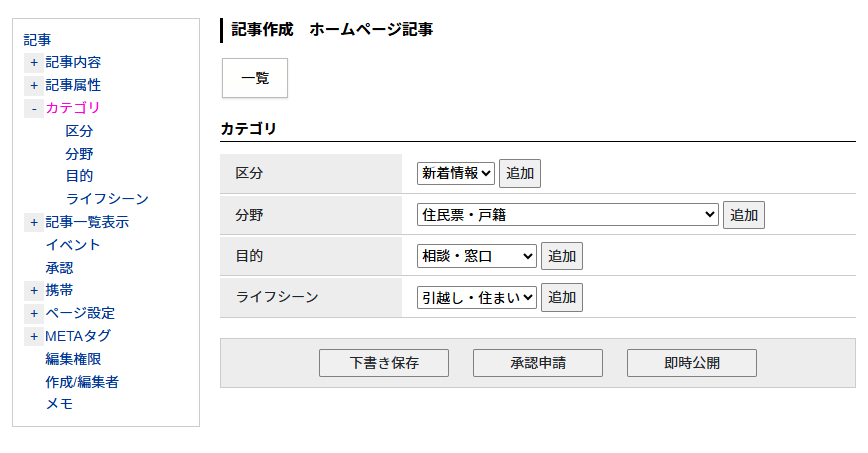 記事
+ 記事内容
+ 記事属性
- カテゴリ
区分
分野
目的
ライフシーン
+ 記事一覧表示
イベント
承認
+ 携帯
+ ページ設定
+ METAタグ
編集権限
作成/編集者
メモ
記事作成　ホームページ記事
一覧
カテゴリ
区分 新着情報 追加
分野 住民票・戸籍 追加
目的 相談・窓口 追加
ライフシーン 引越し・住まい 追加
下書き保存 承認申請 即時公開